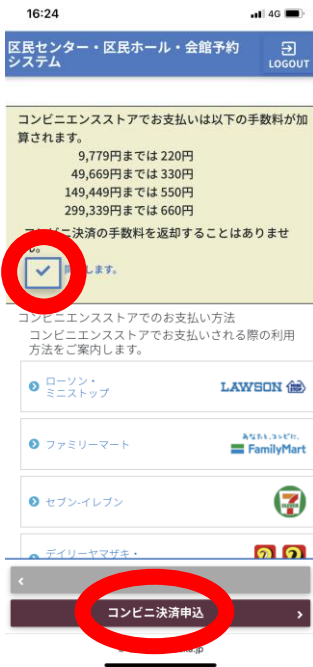 16:24
4G
区民センター・区民ホール・会館予約
システム
LOGOUT
コンビニエンスストアでお支払いは以下の手数料が加
算されます。
9,779円までは 220円
49,669円までは 330円
149,449円までは 550円
299,339円までは 660円
コンビニ決済の手数料を返却することはありませ
ん。
します。
コンビニエンスストアでのお支払い方法
コンビニエンスストアでお支払いされる際の利用
方法をご案内します。
ローソン・
ミニストップ
LAWSON
ファミリーマート
あなたと、コンビに、
FamilyMart
セブン-イレブン
ELEVEN
デイリーヤマザキ・
コンビニ決済申込